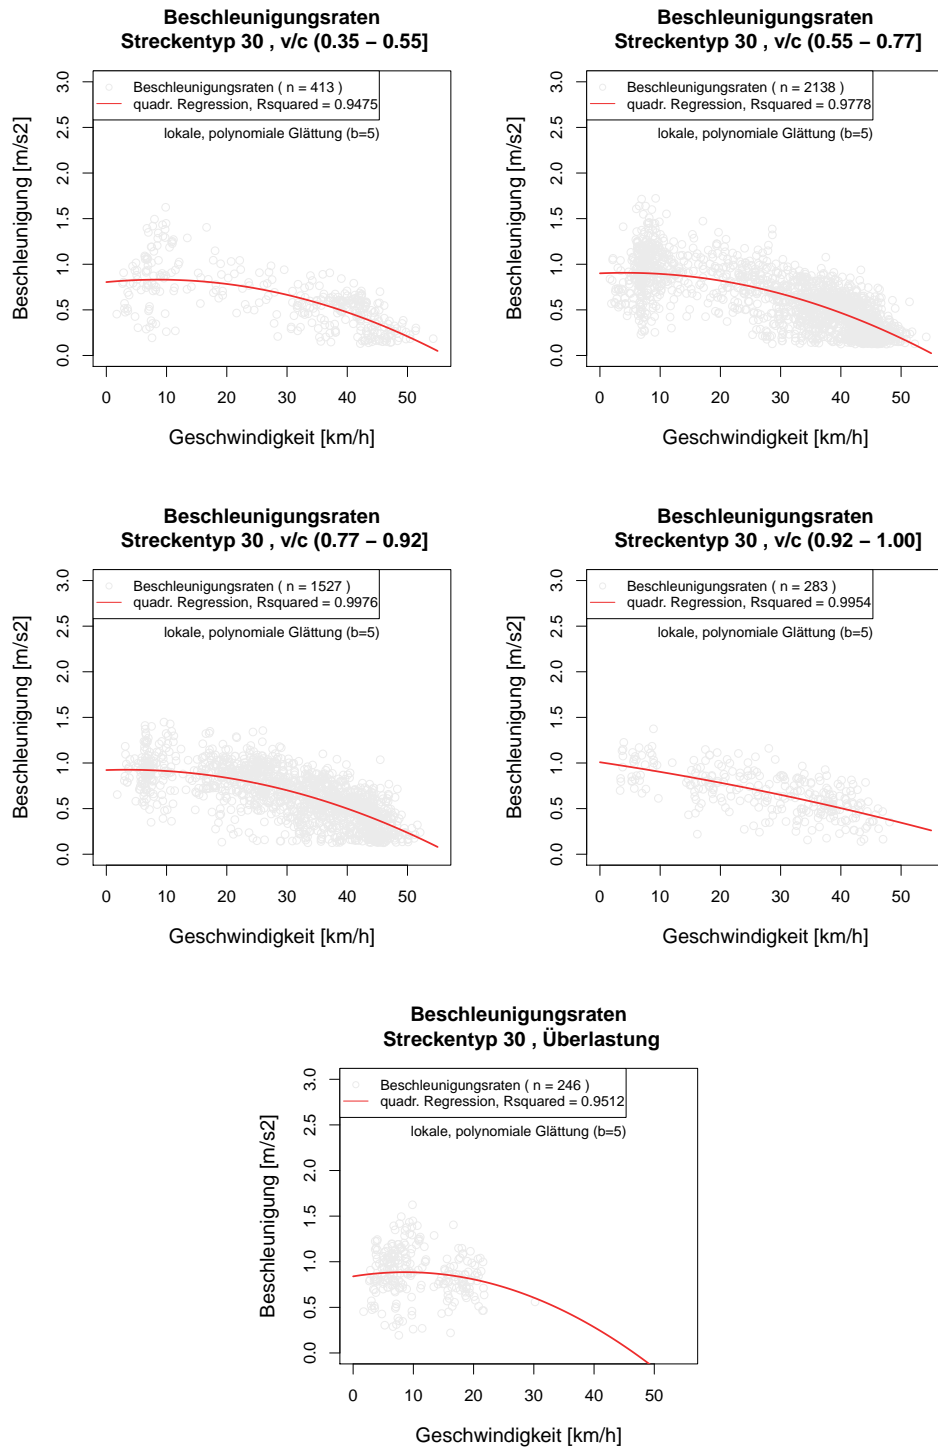 Beschleunigungsraten
Streckentyp 30 , v/c (0.35 − 0.55]
Beschleunigungsraten ( n = 413 )
quadr. Regression, Rsquared = 0.9475
lokale, polynomiale Glättung (b=5)
Beschleunigung [m/s2]
0.0 0.5 1.0 1.5 2.0 2.5 3.0
0 10 20 30 40 50
Geschwindigkeit [km/h]
Beschleunigungsraten
Streckentyp 30 , v/c (0.55 − 0.77]
Beschleunigungsraten ( n = 2138 )
quadr. Regression, Rsquared = 0.9778
lokale, polynomiale Glättung (b=5)
Beschleunigung [m/s2]
0.0 0.5 1.0 1.5 2.0 2.5 3.0
0 10 20 30 40 50
Geschwindigkeit [km/h]
Beschleunigungsraten
Streckentyp 30 , v/c (0.77 − 0.92]
Beschleunigungsraten ( n = 1527 )
quadr. Regression, Rsquared = 0.9976
lokale, polynomiale Glättung (b=5)
Beschleunigung [m/s2]
0.0 0.5 1.0 1.5 2.0 2.5 3.0
0 10 20 30 40 50
Geschwindigkeit [km/h]
Beschleunigungsraten
Streckentyp 30 , v/c (0.92 − 1.00]
Beschleunigungsraten ( n = 283 )
quadr. Regression, Rsquared = 0.9954
lokale, polynomiale Glättung (b=5)
Beschleunigung [m/s2]
0.0 0.5 1.0 1.5 2.0 2.5 3.0
0 10 20 30 40 50
Geschwindigkeit [km/h]
Beschleunigungsraten
Streckentyp 30 , Überlastung
Beschleunigungsraten ( n = 246 )
quadr. Regression, Rsquared = 0.9512
lokale, polynomiale Glättung (b=5)
Beschleunigung [m/s2]
0.0 0.5 1.0 1.5 2.0 2.5 3.0
0 10 20 30 40 50
Geschwindigkeit [km/h]